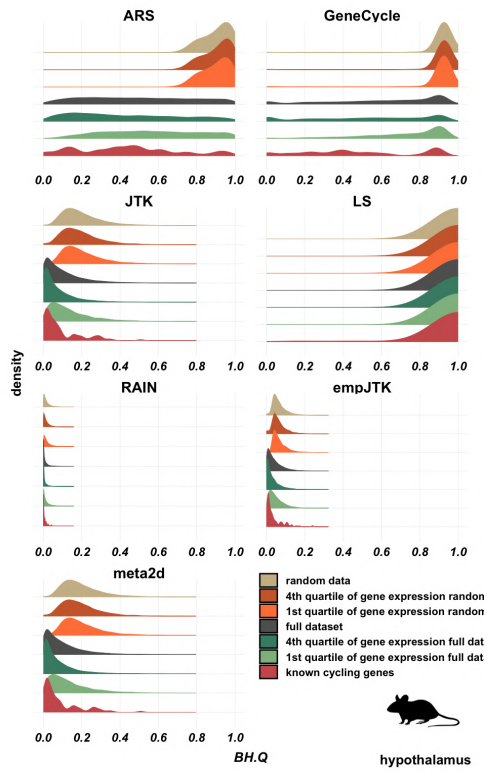 ARS
GeneCycle
0.0 0.2 0.4 0.6 0.8 1.0
0.0 0.2 0.4 0.6 0.8 1.0
JTK
LS
0.0 0.2 0.4 0.6 0.8 1.0
0.0 0.2 0.4 0.6 0.8 1.0
density
RAIN
empJTK
0.0 0.2 0.4 0.6 0.8 1.0
0.0 0.2 0.4 0.6 0.8 1.0
meta2d
0.0 0.2 0.4 0.6 0.8 1.0
BH.Q
random data
4th quartile of gene expression random
1st quartile of gene expression random
full dataset
4th quartile of gene expression full dat
1st quartile of gene expression full dat
known cycling genes
hypothalamus